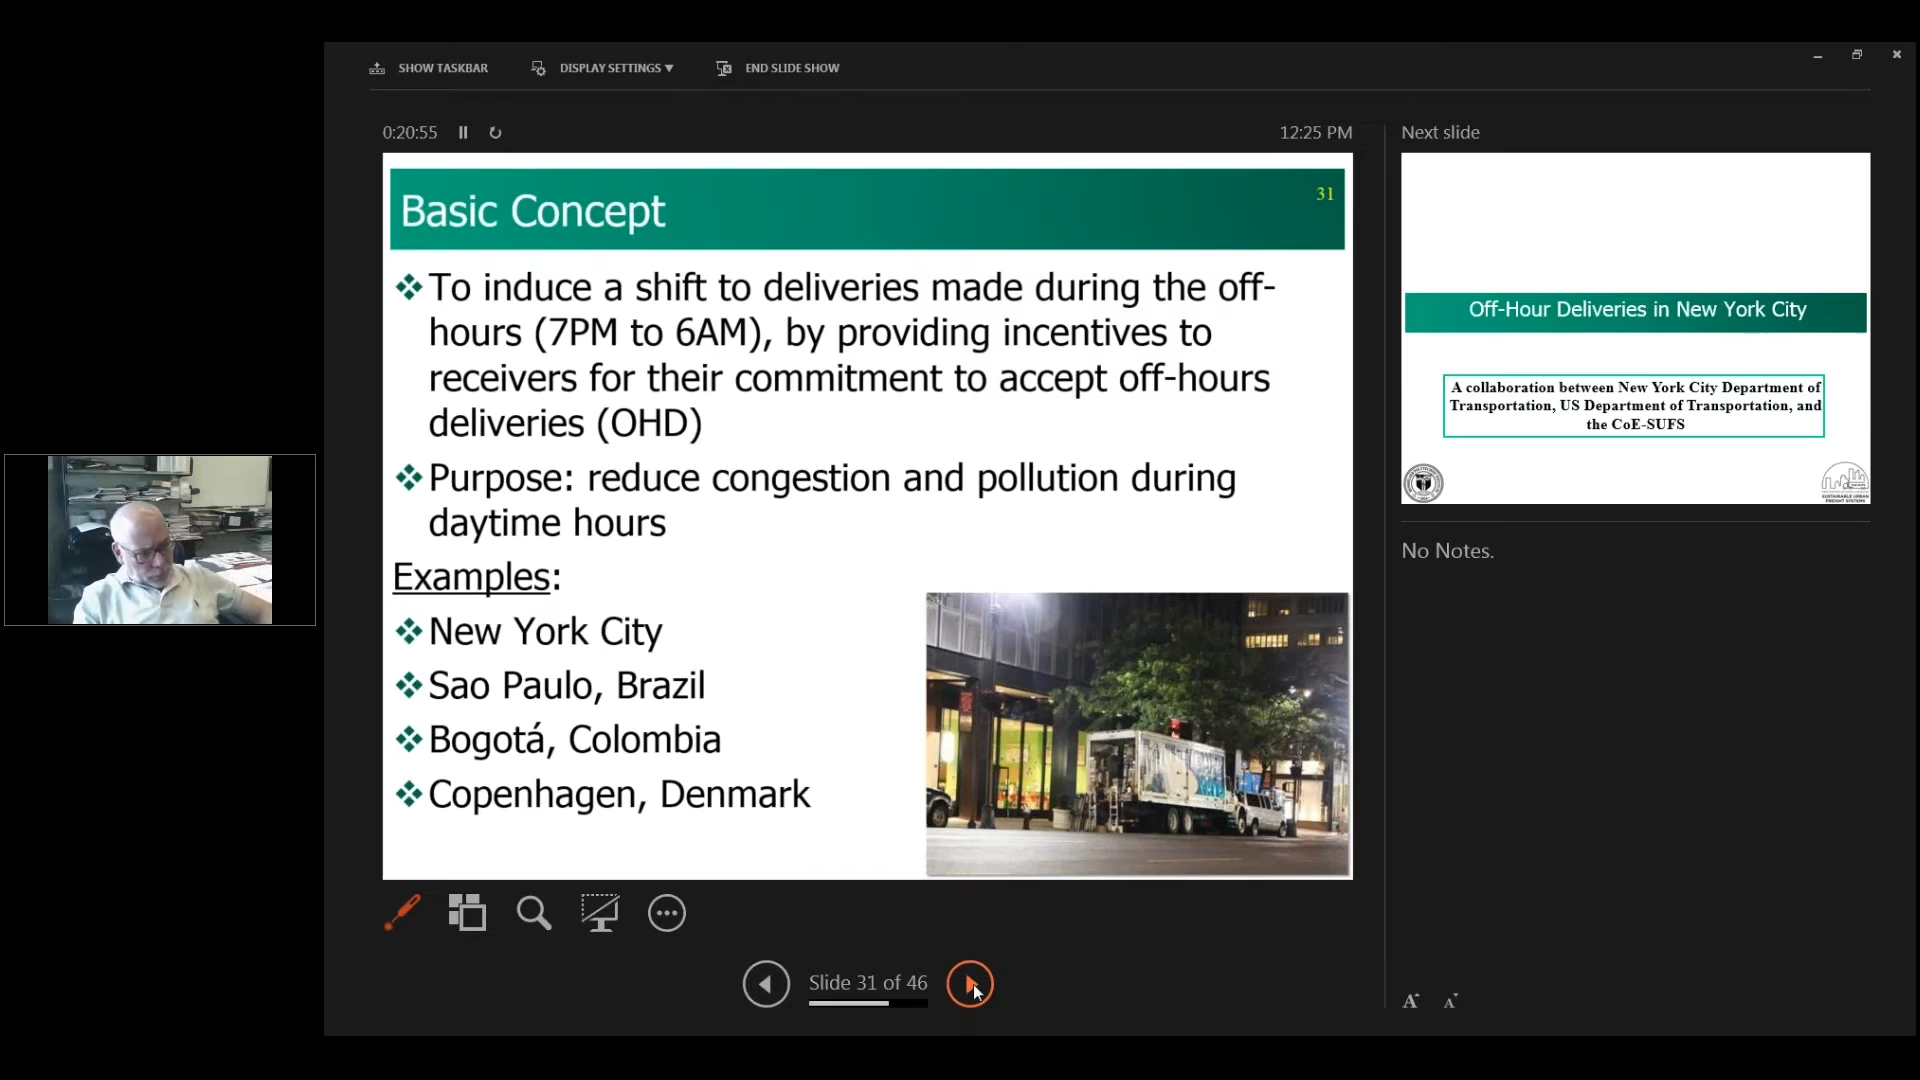 SHOW TASKBAR
DISPLAY SETTINGS ▼
END SLIDE SHOW
0:20:55
12:25 PM
Next slide
31
Basic Concept
❖ To induce a shift to deliveries made during the off-
hours (7PM to 6AM), by providing incentives to
receivers for their commitment to accept off-hours
deliveries (OHD)
❖ Purpose: reduce congestion and pollution during
daytime hours
Examples:
❖ New York City
❖ Sao Paulo, Brazil
❖ Bogotá, Colombia
❖ Copenhagen, Denmark
Off-Hour Deliveries in New York City
A collaboration between New York City Department of
Transportation, US Department of Transportation, and
the CoE-SUFS
SUSTAINABLE URBAN
FREIGHT SYSTEMS
No Notes.
Slide 31 of 46
A A